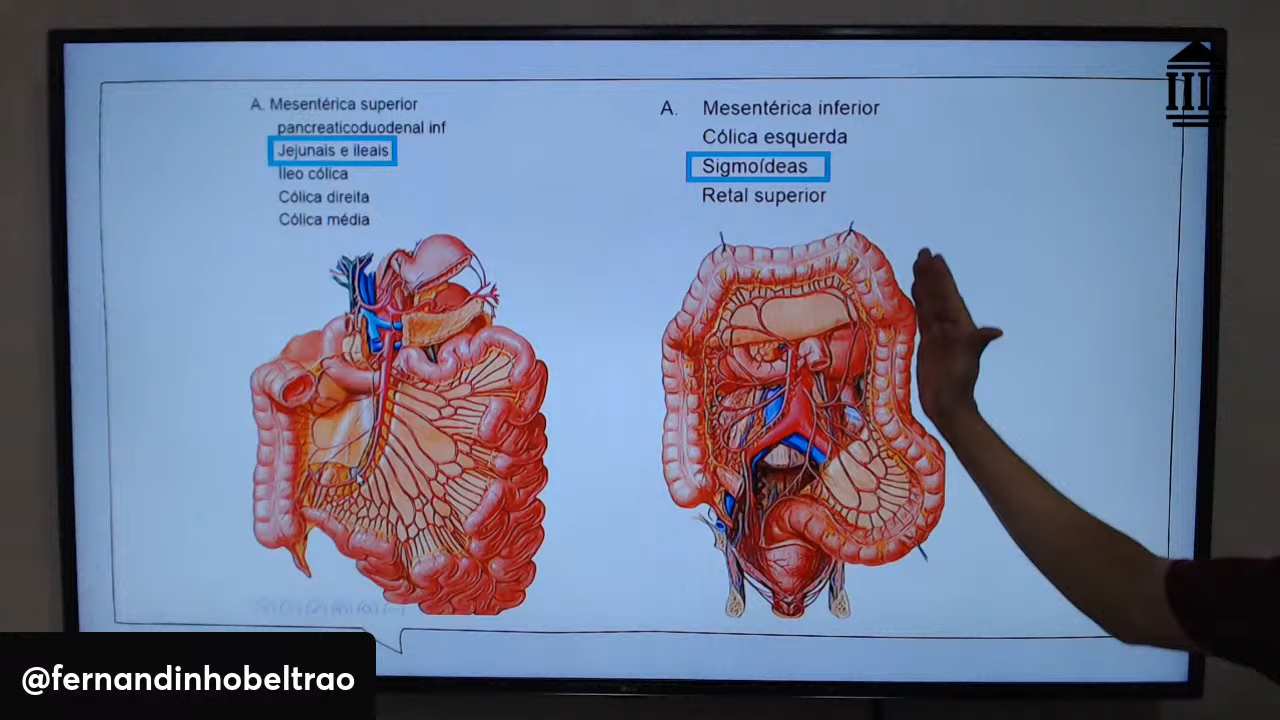 A. Mesentérica superior
pancreaticoduodenal inf
Jejunais e ileais
Íleo cólica
Cólica direita
Cólica média
A. Mesentérica inferior
Cólica esquerda
Sigmoídeas
Retal superior
@fernandinhobeltrao